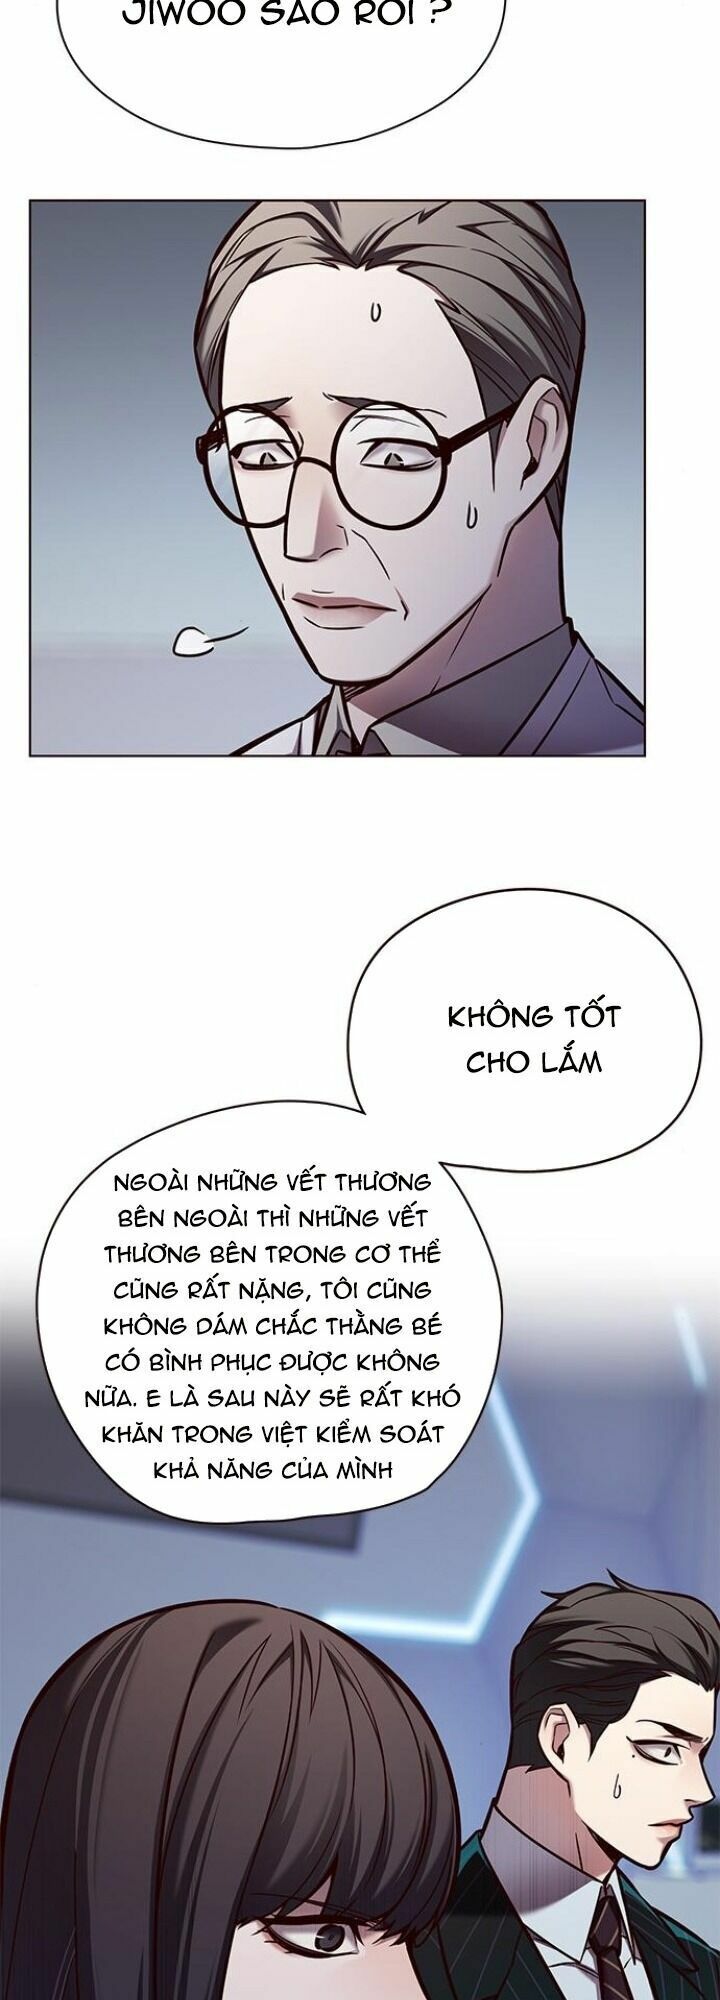 JIWOO SAO RỒI ?
KHÔNG TỐT
CHO LẮM
NGOÀI NHỮNG VẾT THƯƠNG
BÊN NGOÀI THÌ NHỮNG VẾT
THƯƠNG BÊN TRONG CƠ THỂ
CŨNG RẤT NẶNG, TÔI CŨNG
KHÔNG DÁM CHẮC THẰNG BÉ
CÓ BÌNH PHỤC ĐƯỢC KHÔNG
NỮA. E LÀ SAU NÀY SẼ RẤT KHÓ
KHĂN TRONG VIỆT KIỂM SOÁT
KHẢ NĂNG CỦA MÌNH